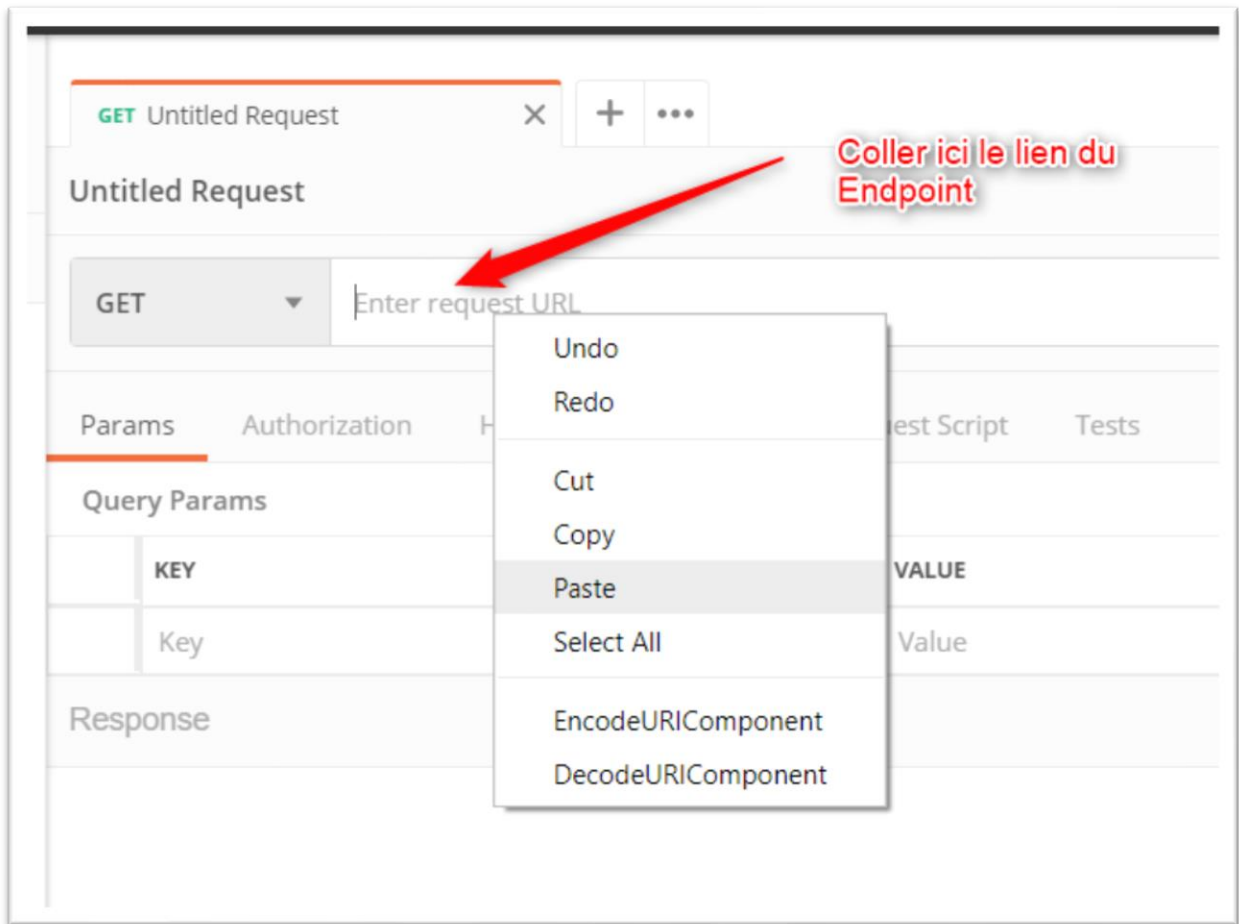 GET Untitled Request
Coller ici le lien du
Endpoint
Untitled Request
GET
Enter request URL
Undo
Redo
Params Authorization H Script Tests
Cut
Query Params
Copy
KEY VALUE
Paste
Key Value
Select All
Response
EncodeURIComponent
DecodeURIComponent